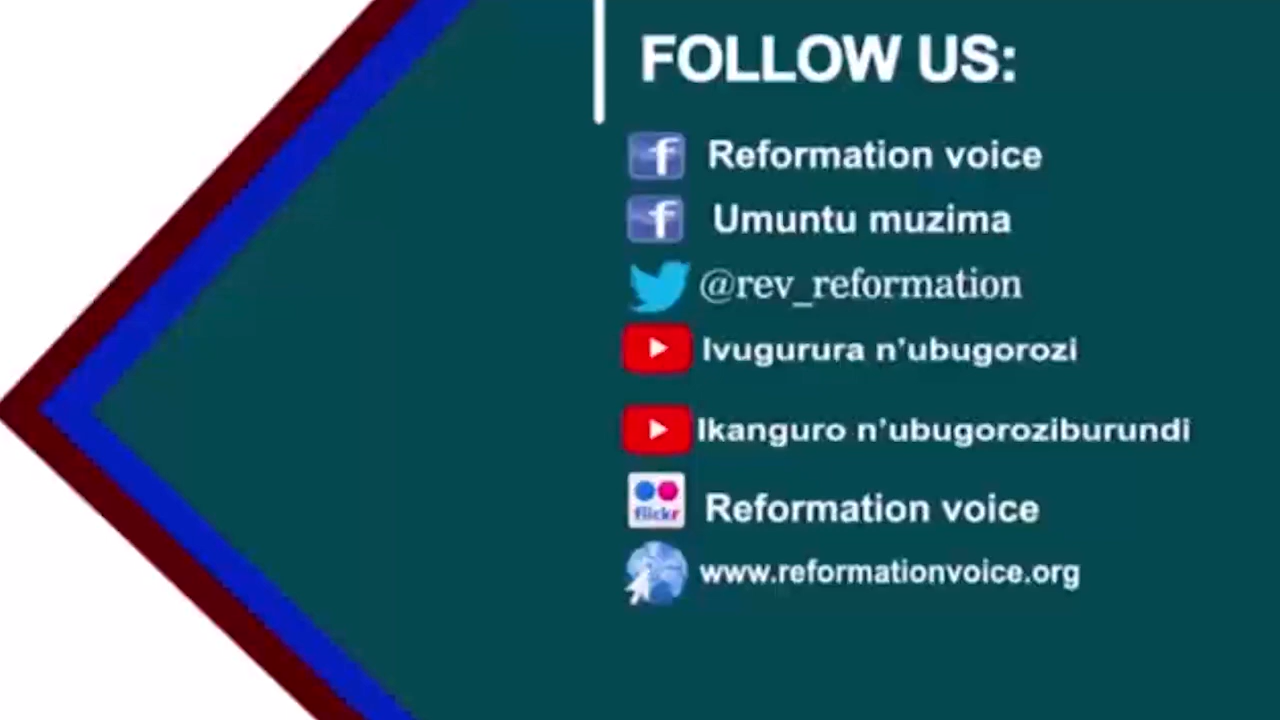 FOLLOW US:
Reformation voice
Umuntu muzima
@rev_reformation
Ivugurura n'ubugorozi
Ikanguro n'ubugoroziburundi
flickr
Reformation voice
www.reformationvoice.org